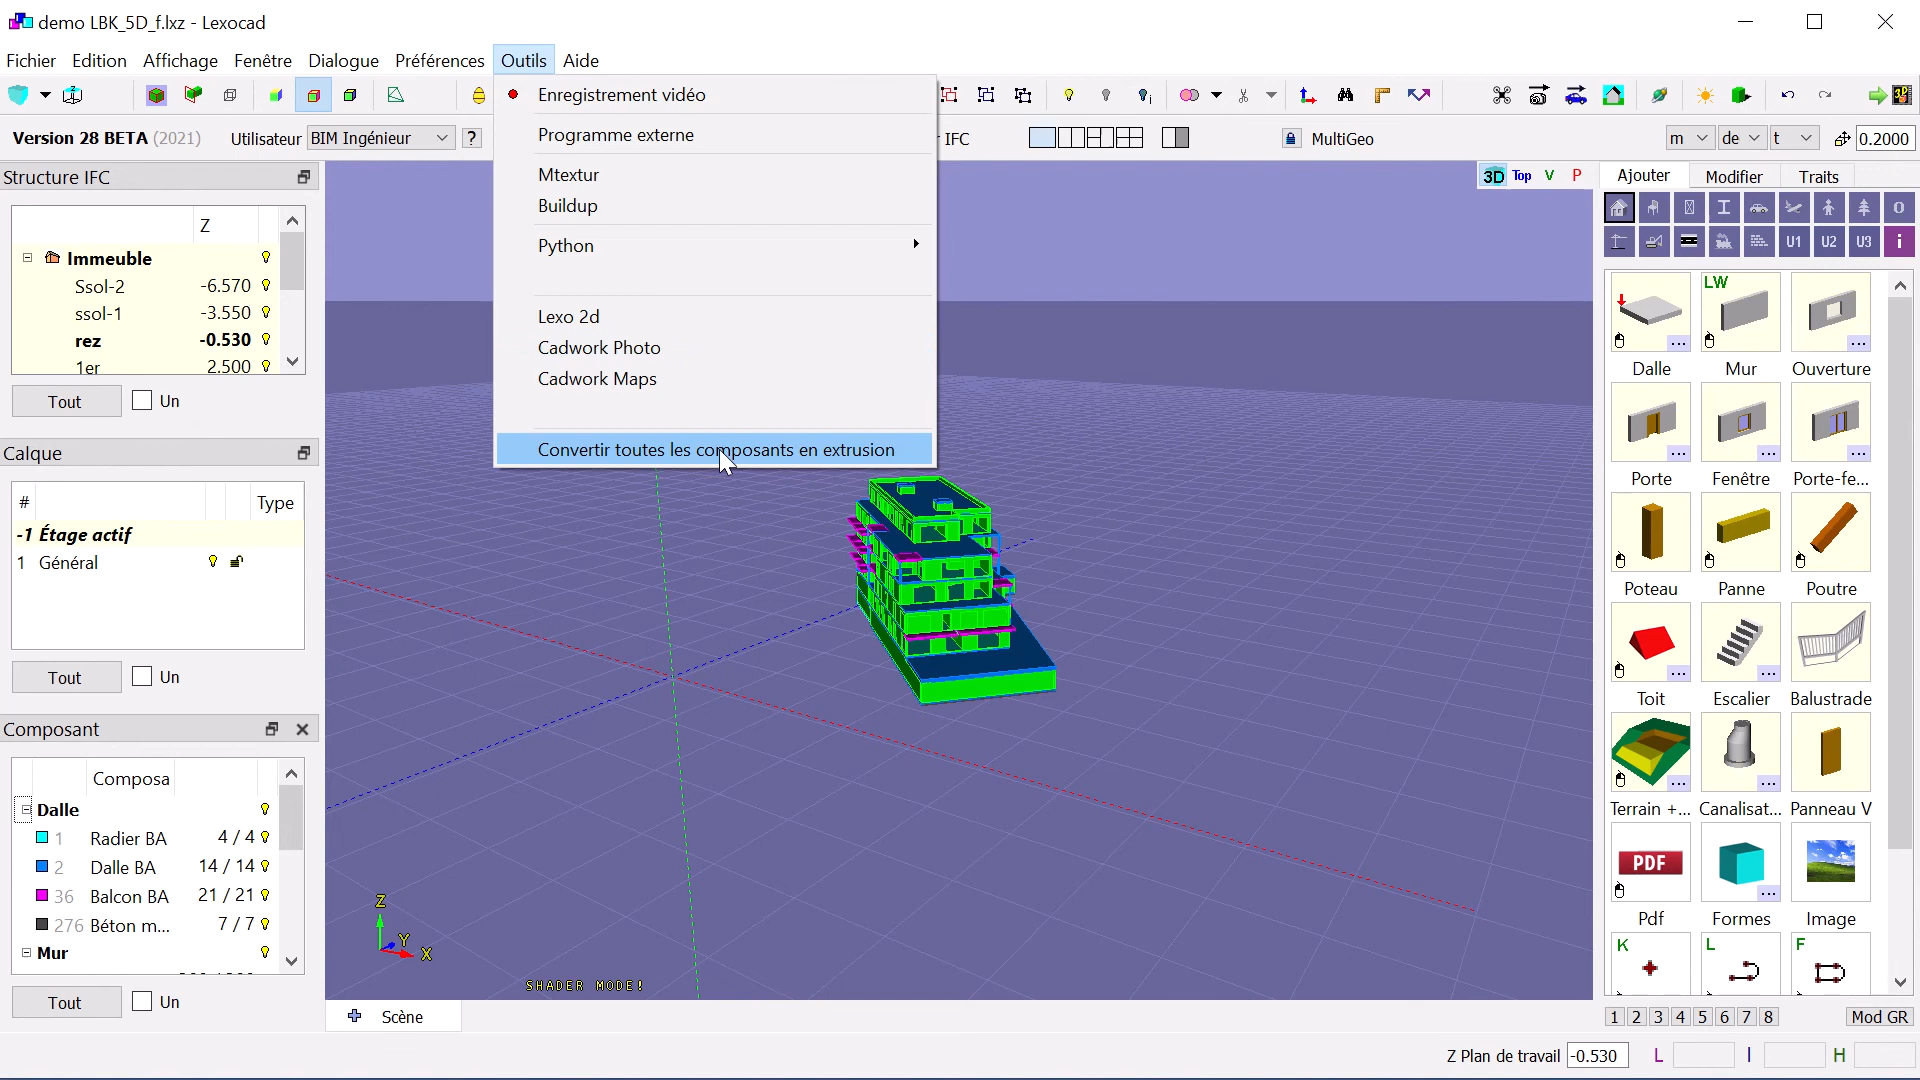 demo LBK_5D_f.lxz - Lexocad
Fichier Edition Affichage Fenêtre Dialogue Préférences Outils Aide
Version 28 BETA (2021) Utilisateur BIM Ingénieur ? IFC MultiGeo m de t 0.2000
Enregistrement vidéo
Programme externe
Mtextur
Buildup
Python
Lexo 2d
Cadwork Photo
Cadwork Maps
Convertir toutes les composants en extrusion
Structure IFC
Z
Immeuble
Ssol-2 -6.570
ssol-1 -3.550
rez -0.530
1er 2.500
Tout Un
Calque
# Type
-1 Étage actif
1 Général
Tout Un
Composant
Composa
Dalle
1 Radier BA 4 / 4
2 Dalle BA 14 / 14
36 Balcon BA 21 / 21
276 Béton m... 7 / 7
Mur
Tout Un
3D Top V P
Z
Y
X
SHADER MODE!
Scène
Ajouter Modifier Traits
O
U1 U2 U3 i
LW
Dalle Mur Ouverture
Porte Fenêtre Porte-fe...
Poteau Panne Poutre
Toit Escalier Balustrade
Terrain +... Canalisat... Panneau V
PDF
Pdf Formes Image
K L F
1 2 3 4 5 6 7 8 Mod GR
Z Plan de travail -0.530 L l H